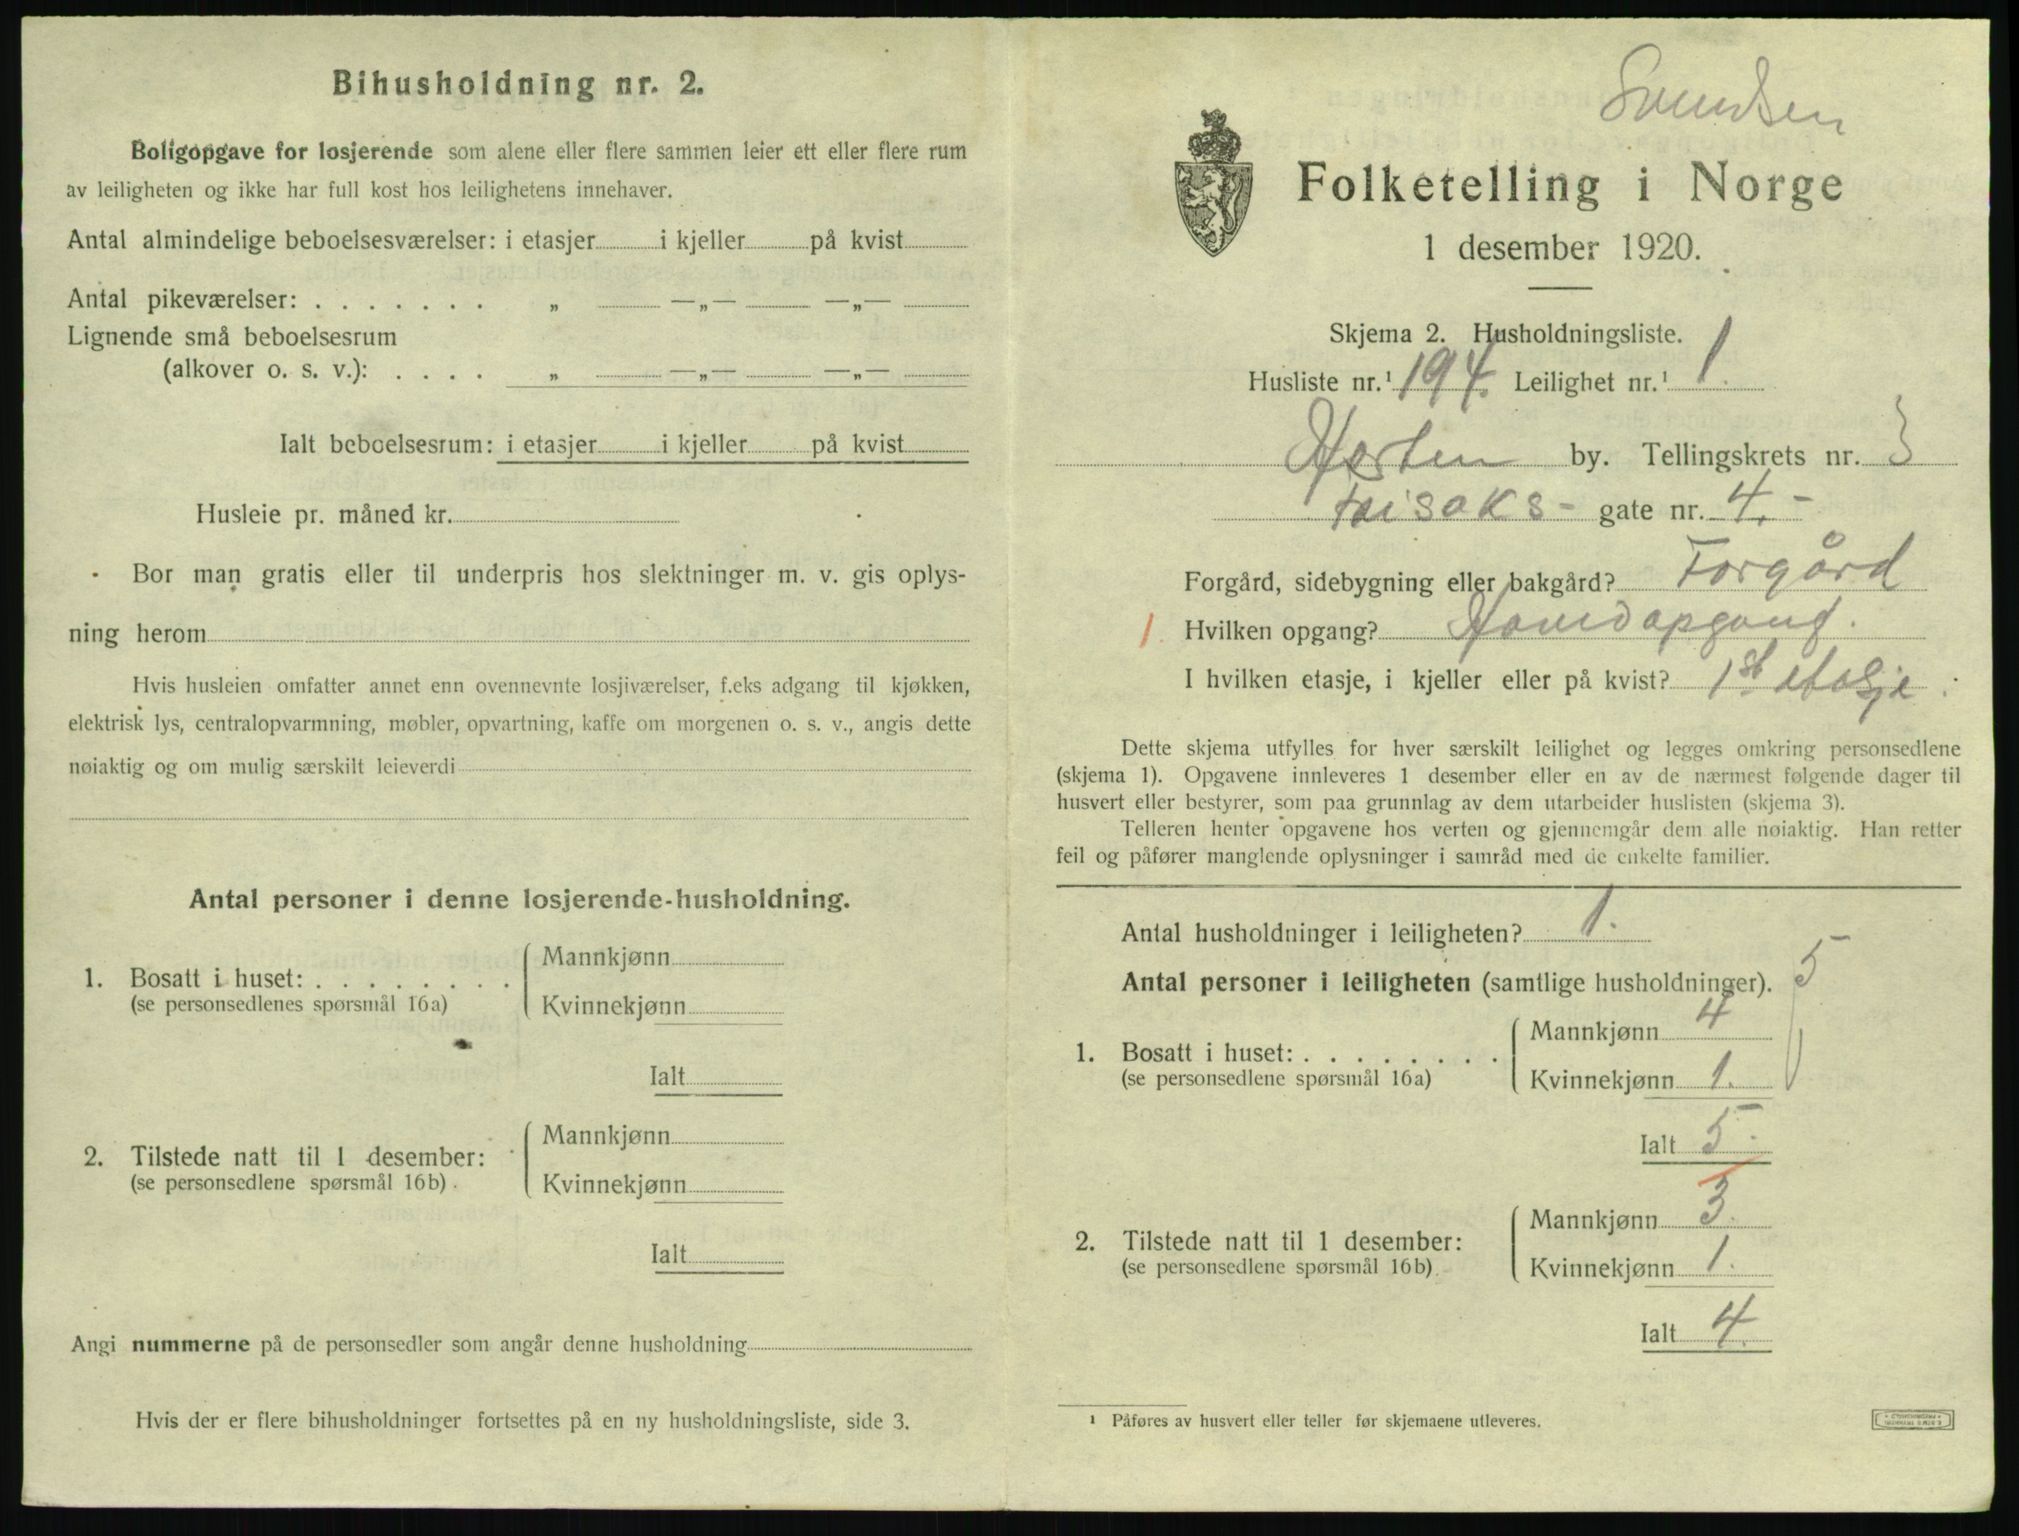 Bihusholdning nr. 2.
Boligopgave for losjerende som alene eller flere sammen leier ett eller flere rum
av leiligheten og ikke har full kost hos leilighetens innehaver.
Antal almindelige beboelsesværelser: i etasjer i kjeller på kvist
Antal pikeværelser: . . . . . . . „ —„— —„—
Lignende små beboelsesrum
(alkover o. s. v.): . . . . „ —„— —„—
Ialt beboelsesrum: i etasjer i kjeller på kvist
Husleie pr. måned kr.
Bor man gratis eller til underpris hos slektninger m. v. gis oplys-
ning herom
Hvis husleien omfatter annet enn ovennevnte losjiværelser, f.eks adgang til kjøkken,
elektrisk lys, centralopvarmning, møbler, opvartning, kaffe om morgenen o. s. v., angis dette
nøiaktig og om mulig særskilt leieverdi
Antal personer i denne losjerende-husholdning.
1. Bosatt i huset: . . . . . . . .
(se personsedlenes spørsmål 16a)
Mannkjønn
Kvinnekjønn
Ialt
2. Tilstede natt til 1 desember:
(se personsedlene spørsmål 16b)
Mannkjønn
Kvinnekjønn
Ialt
Angi nummerne på de personsedler som angår denne husholdning
Hvis der er flere bihusholdninger fortsettes på en ny husholdningsliste, side 3.
Svendsen
Folketelling i Norge
1 desember 1920.
Skjema 2. Husholdningsliste.
Husliste nr.¹ 194. Leilighet nr.¹ 1.
Horten by. Tellingskrets nr. 3
gate nr. 4.-
Forgård, sidebygning eller bakgård? Forgård
1. Hvilken opgang? Hovedopgang.
I hvilken etasje, i kjeller eller på kvist? 1st etasje.
Dette skjema utfylles for hver særskilt leilighet og legges omkring personsedlene
(skjema 1). Opgavene innleveres 1 desember eller en av de nærmest følgende dager til
husvert eller bestyrer, som paa grunnlag av dem utarbeider huslisten (skjema 3).
Telleren henter opgavene hos verten og gjennemgår dem alle nøiaktig. Han retter
feil og påfører manglende oplysninger i samråd med de enkelte familier.
Antal husholdninger i leiligheten? 1.
Antal personer i leiligheten (samtlige husholdninger). 5
1. Bosatt i huset: . . . . . . . .
(se personsedlene spørsmål 16a)
Mannkjønn 4
Kvinnekjønn 1.
Ialt 5.
2. Tilstede natt til 1 desember:
(se personsedlene spørsmål 16b)
Mannkjønn 3.
Kvinnekjønn 1.
Ialt 4.
¹ Påføres av husvert eller teller før skjemaene utleveres.